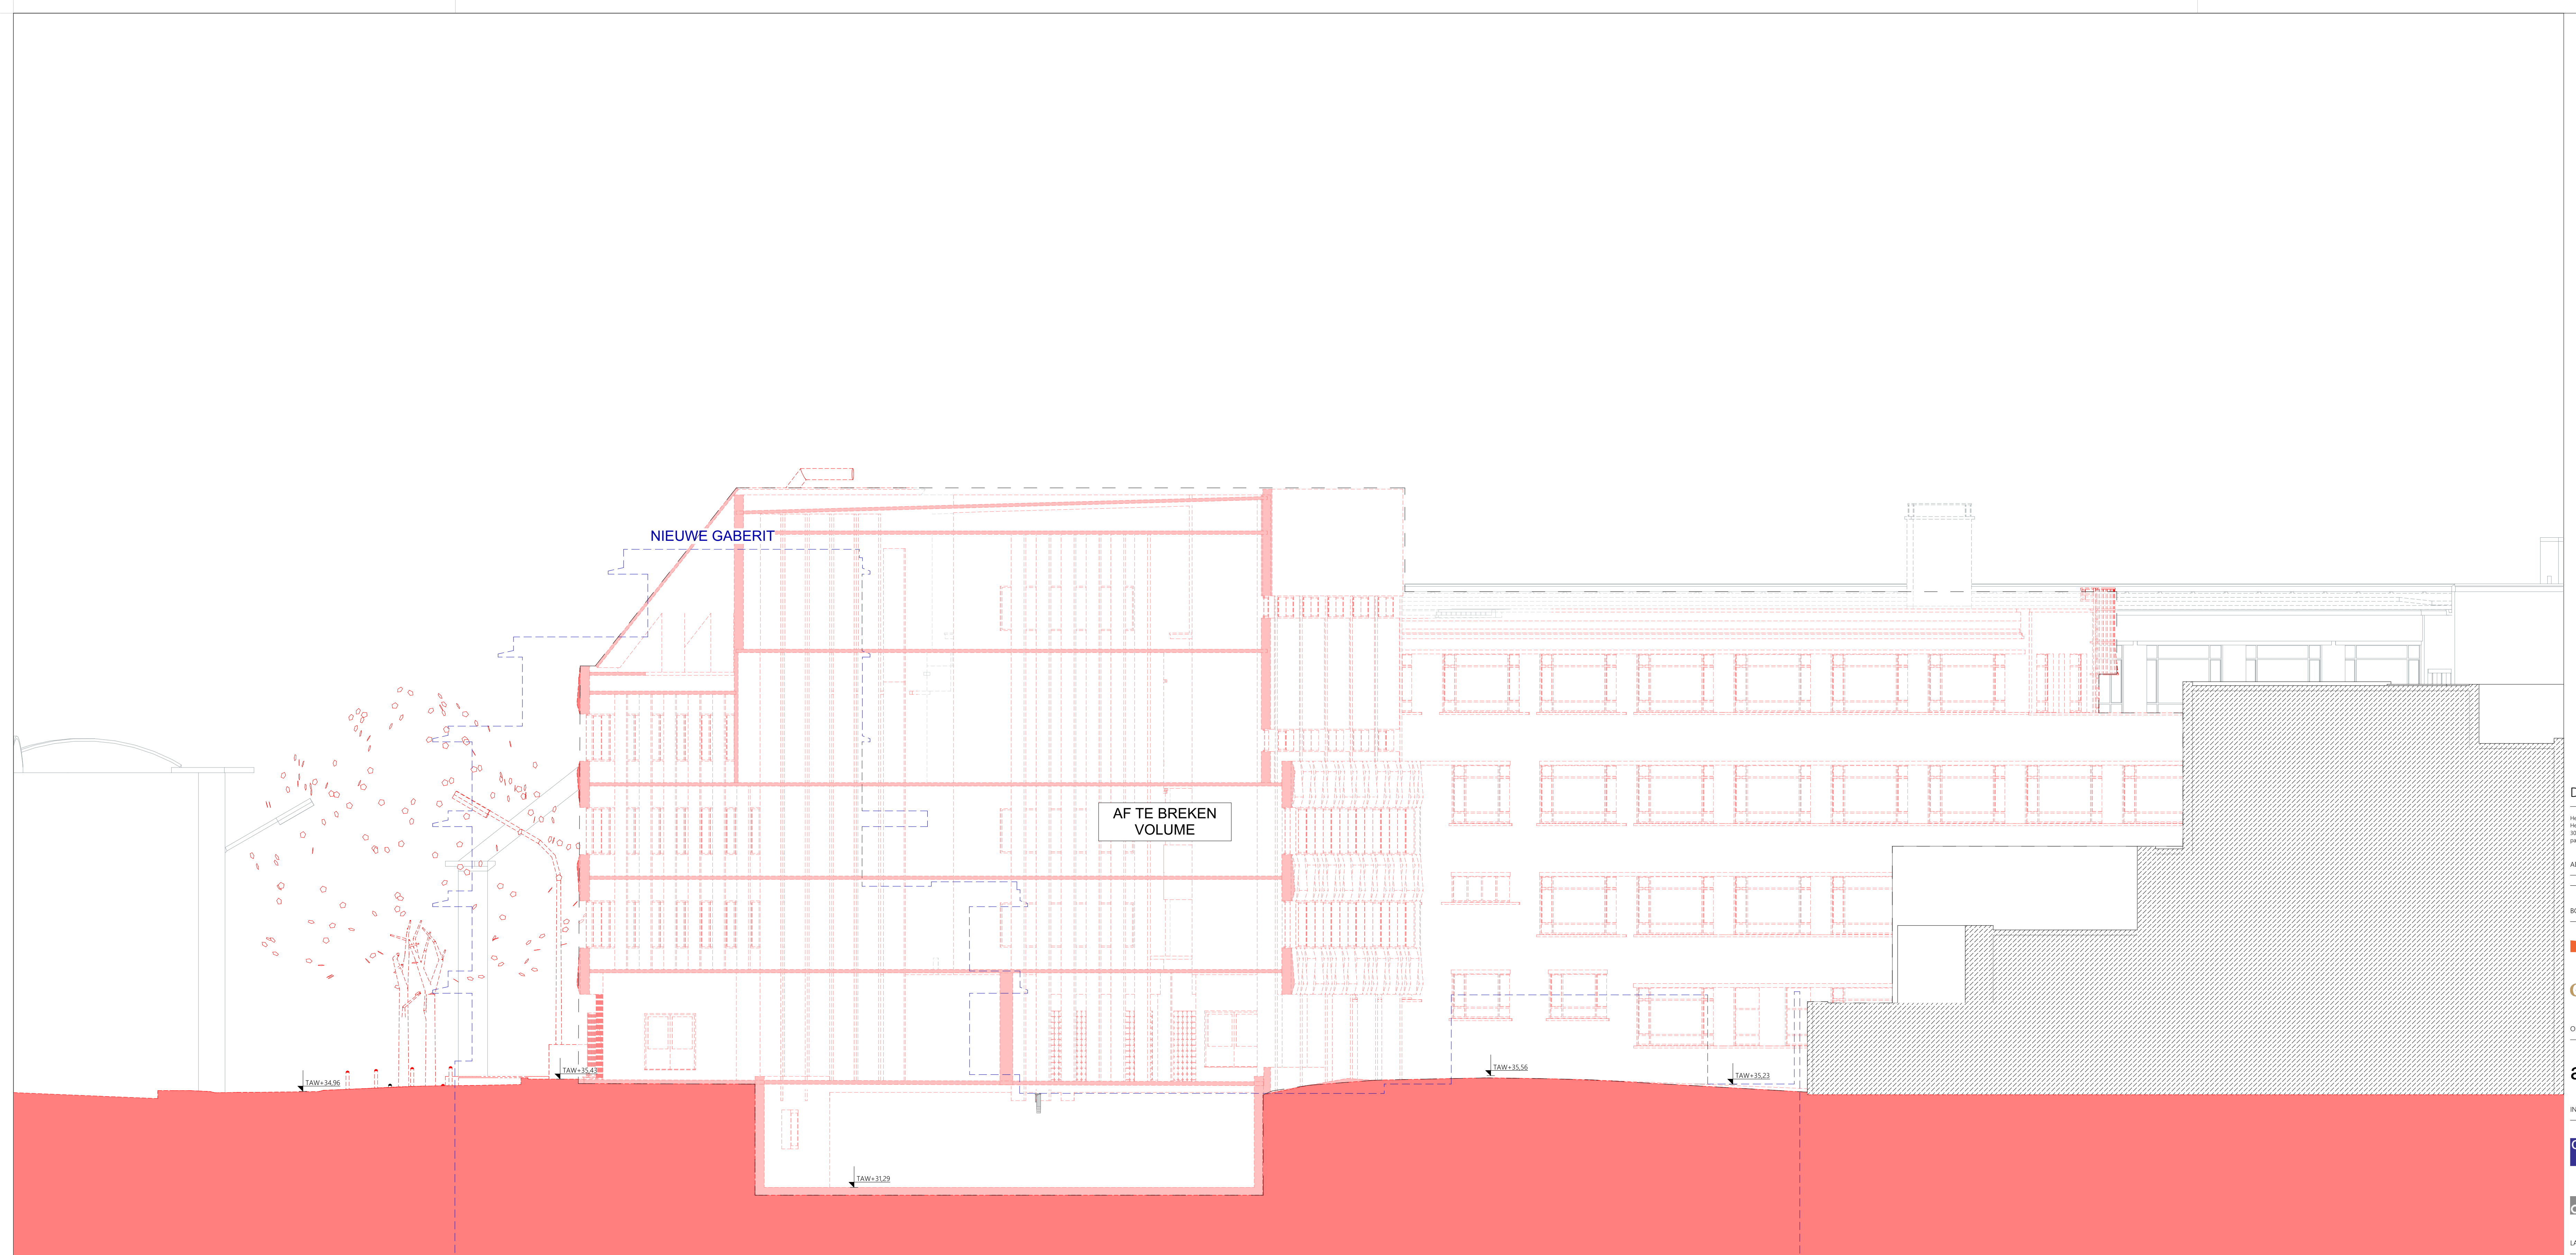 NIEUWE GABERIT
AF TE BREKEN
VOLUME
TAW+34,96
TAW+35,43
TAW+35,56
TAW+35,23
TAW+31,29